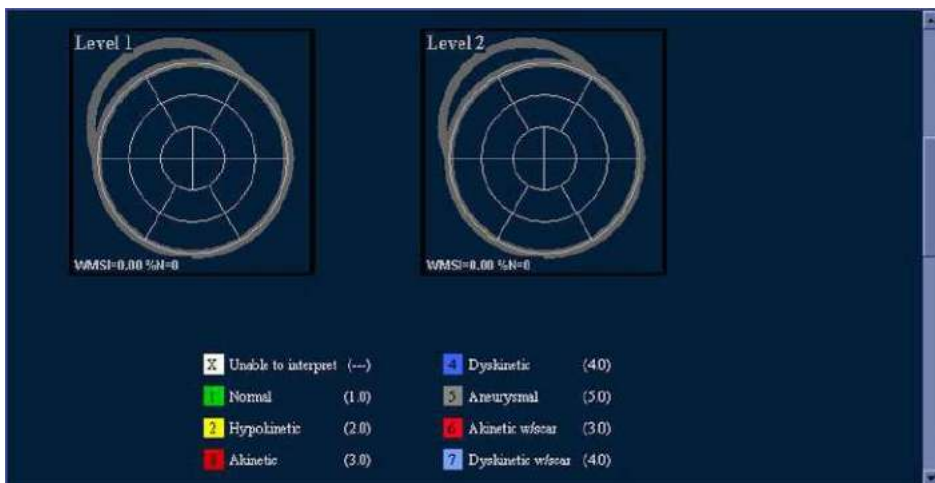 Level 1
Level 2
WMSI=0.00 %N=0
WMSI=0.00 %N=0
X Unable to interpret (---)
4 Dyskinetic (4.0)
1 Normal (1.0)
5 Aneurysmal (5.0)
2 Hypokinetic (2.0)
6 Akinetic w/scar (3.0)
Akinetic (3.0)
7 Dyskinetic w/scar (4.0)